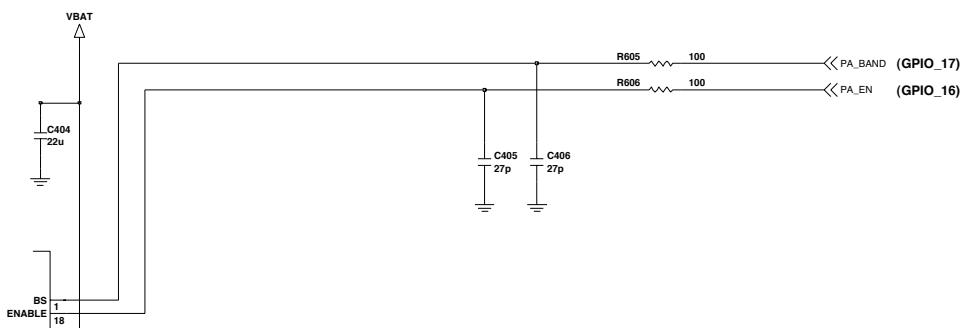 VBAT
R605 100 PA_BAND (GPIO_17)
R606 100 PA_EN (GPIO_16)
C404
22u
C405 C406
27p 27p
BS
1
ENABLE
18